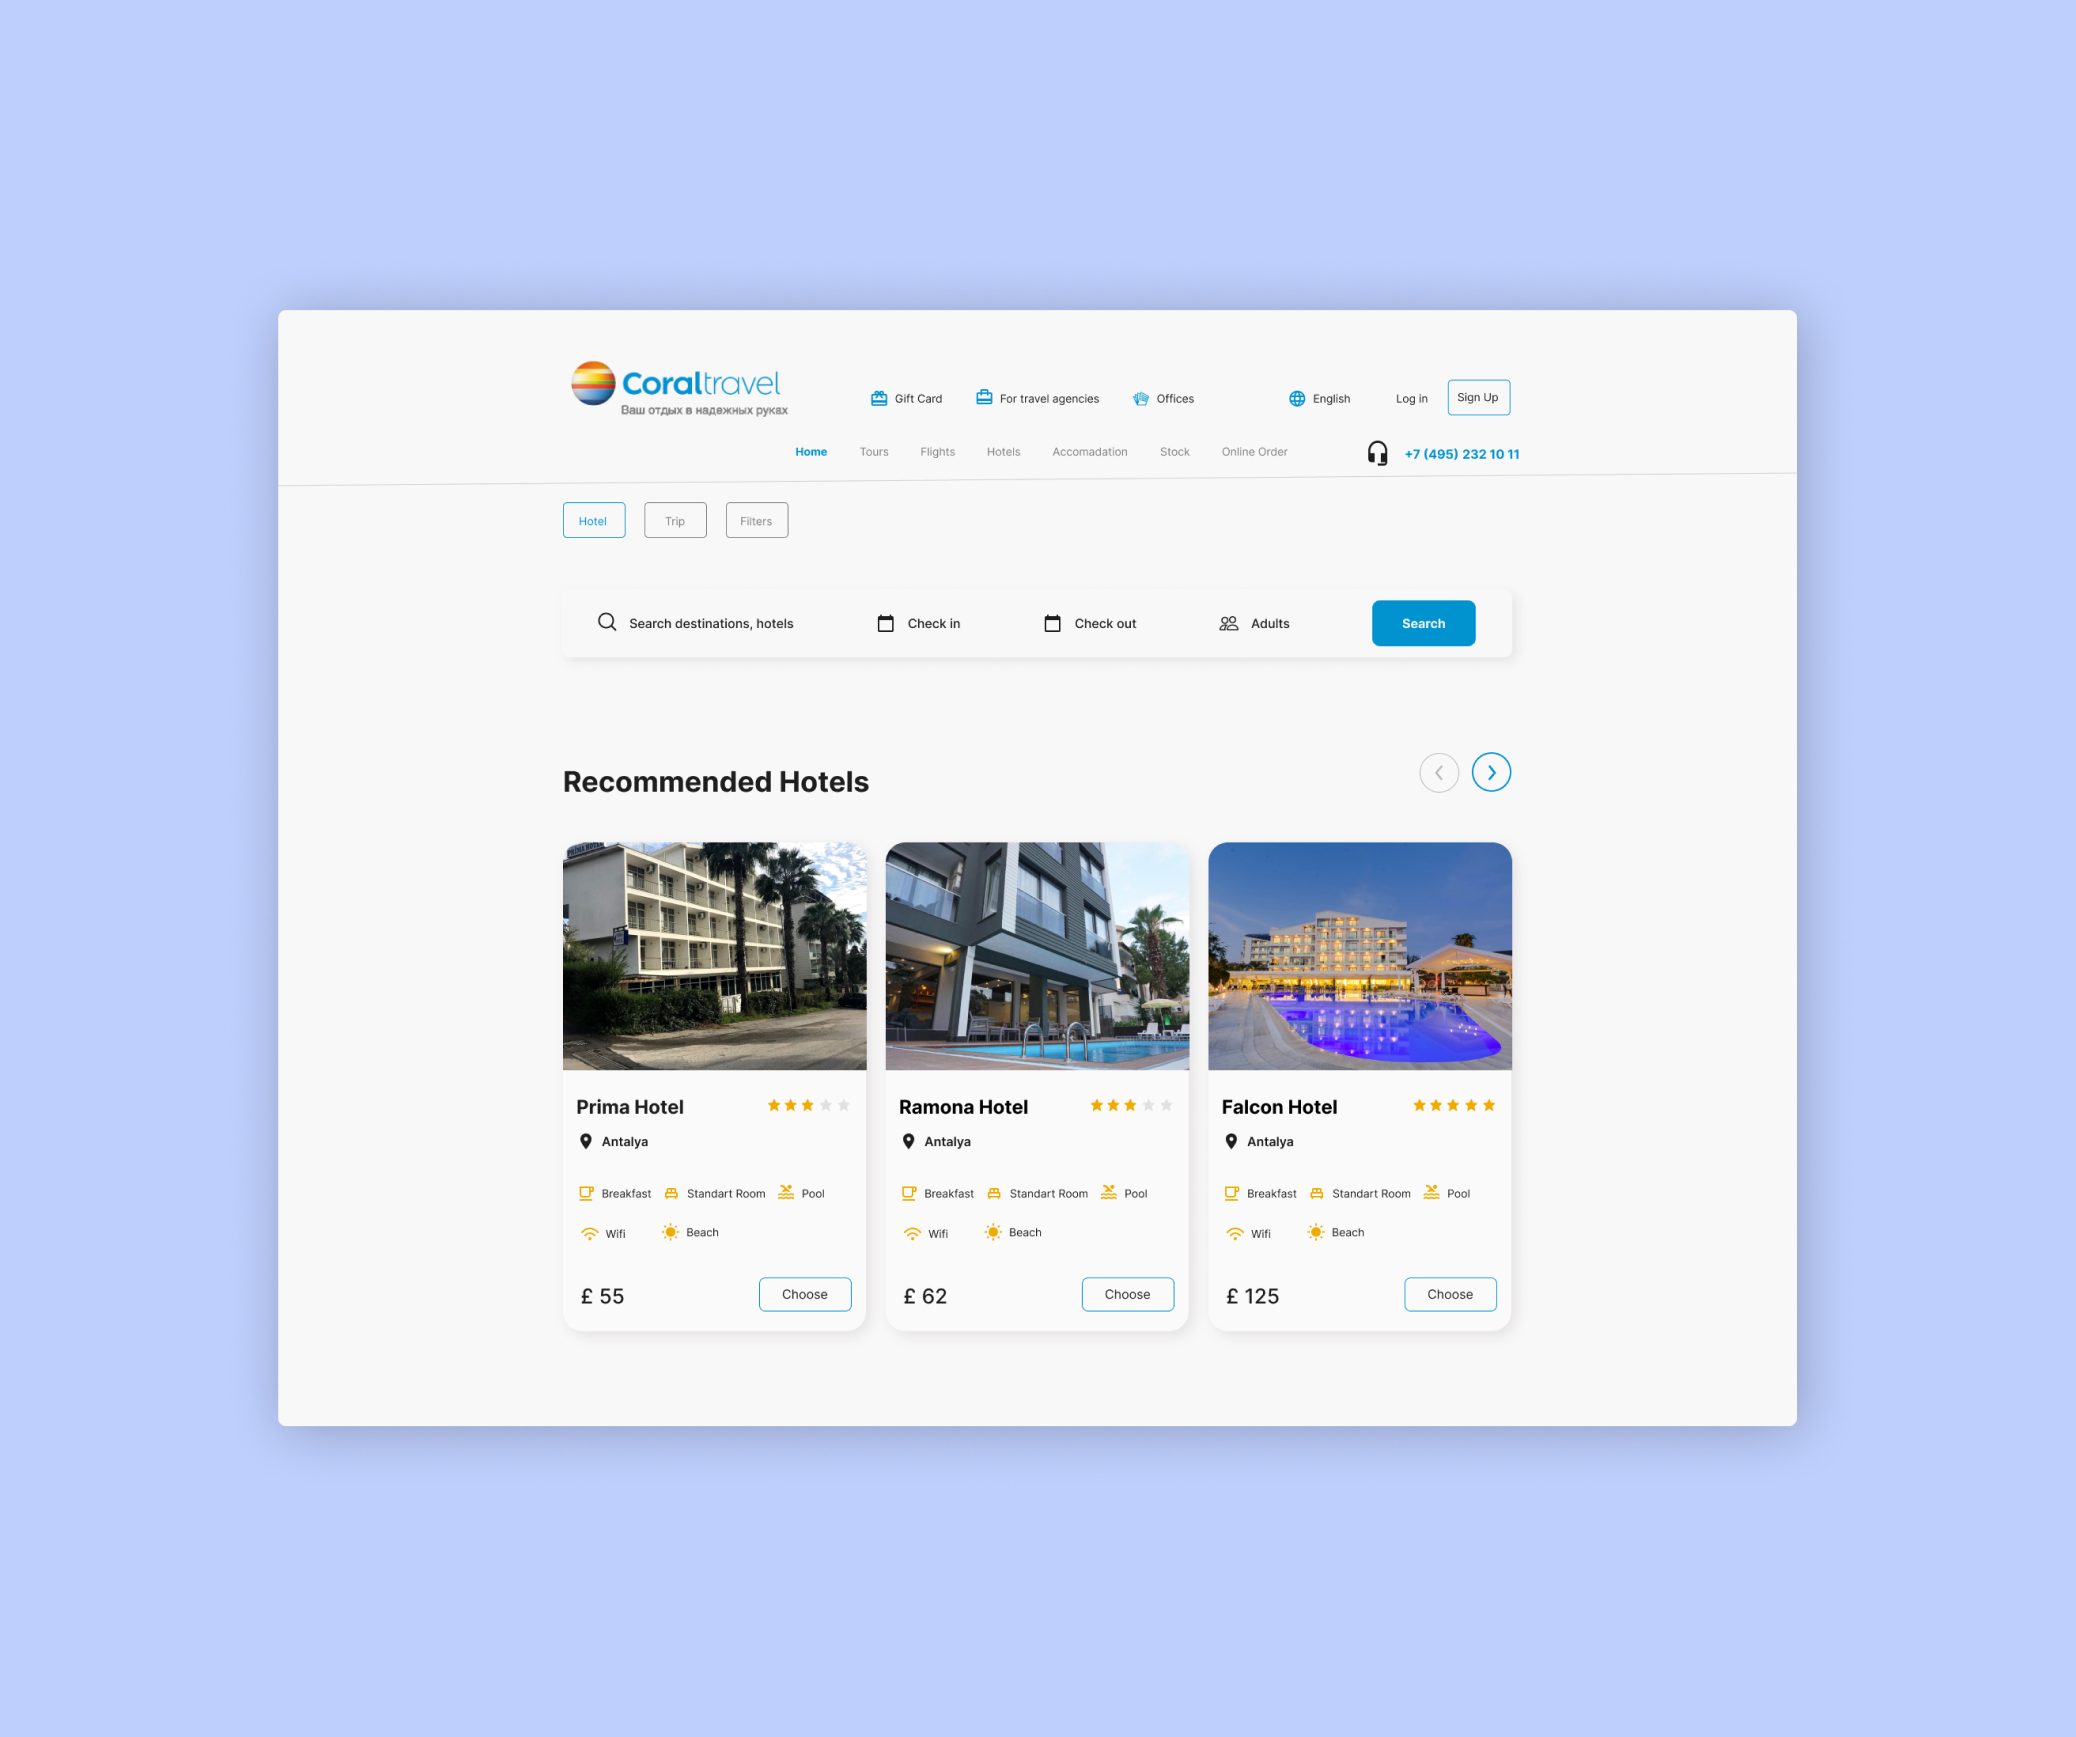 Coraltravel
Ваш отдых в надежных руках
Gift Card
For travel agencies
Offices
English
Log in
Sign Up
Home
Tours
Flights
Hotels
Accomadation
Stock
Online Order
+7 (495) 232 10 11
Hotel
Trip
Filters
Search destinations, hotels
Check in
Check out
Adults
Search
Recommended Hotels
PRIMA HOTEL
Prima Hotel
Antalya
Breakfast
Standart Room
Pool
Wifi
Beach
£ 55
Choose
Ramona Hotel
Antalya
Breakfast
Standart Room
Pool
Wifi
Beach
£ 62
Choose
Falcon Hotel
Antalya
Breakfast
Standart Room
Pool
Wifi
Beach
£ 125
Choose